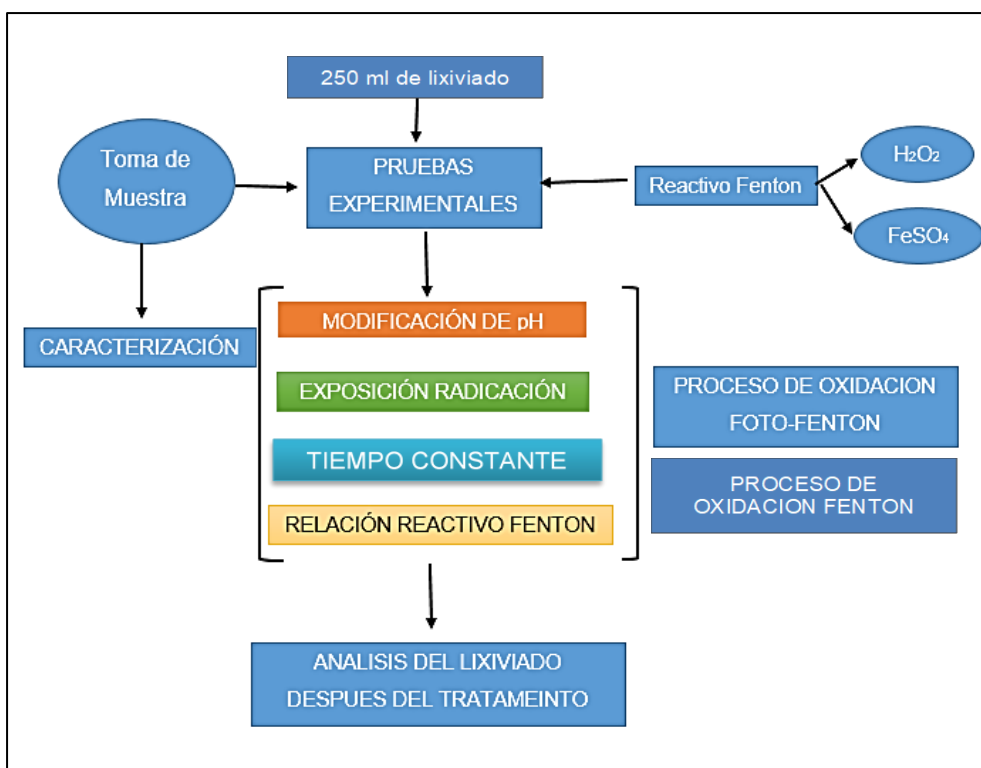 250 ml de lixiviado
Toma de
Muestra
PRUEBAS
EXPERIMENTALES
Reactivo Fenton
H₂O₂
FeSO₄
CARACTERIZACIÓN
MODIFICACIÓN DE pH
EXPOSICIÓN RADICACIÓN
TIEMPO CONSTANTE
RELACIÓN REACTIVO FENTON
PROCESO DE OXIDACION
FOTO-FENTON
PROCESO DE
OXIDACION FENTON
ANALISIS DEL LIXIVIADO
DESPUES DEL TRATAMEINTO